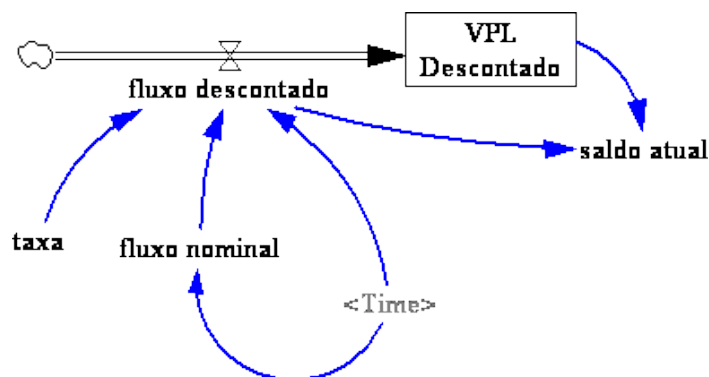 VPL
Descontado
fluxo descontado
saldo atual
taxa
fluxo nominal
<Time>